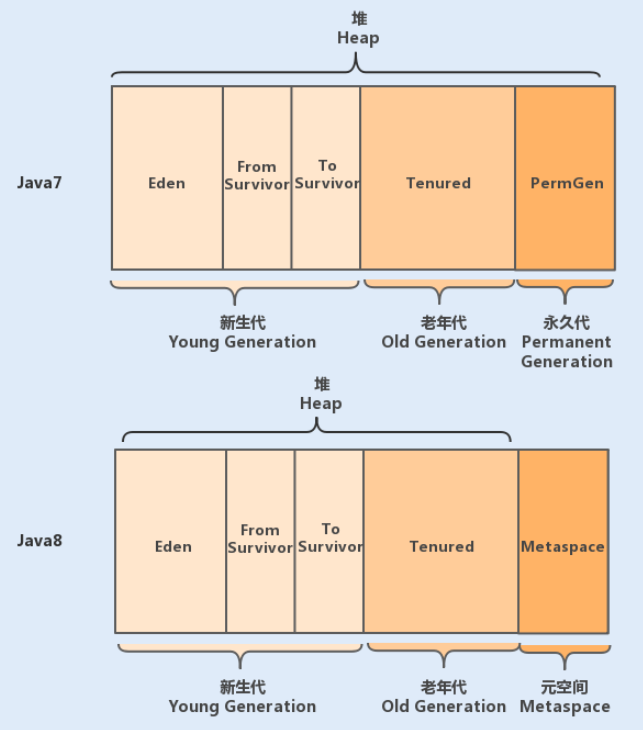 堆
Heap
Java7
Eden
From
Survivor
To
Survivor
Tenured
PermGen
新生代
Young Generation
老年代
Old Generation
永久代
Permanent
Generation
堆
Heap
Java8
Eden
From
Survivor
To
Survivor
Tenured
Metaspace
新生代
Young Generation
老年代
Old Generation
元空间
Metaspace